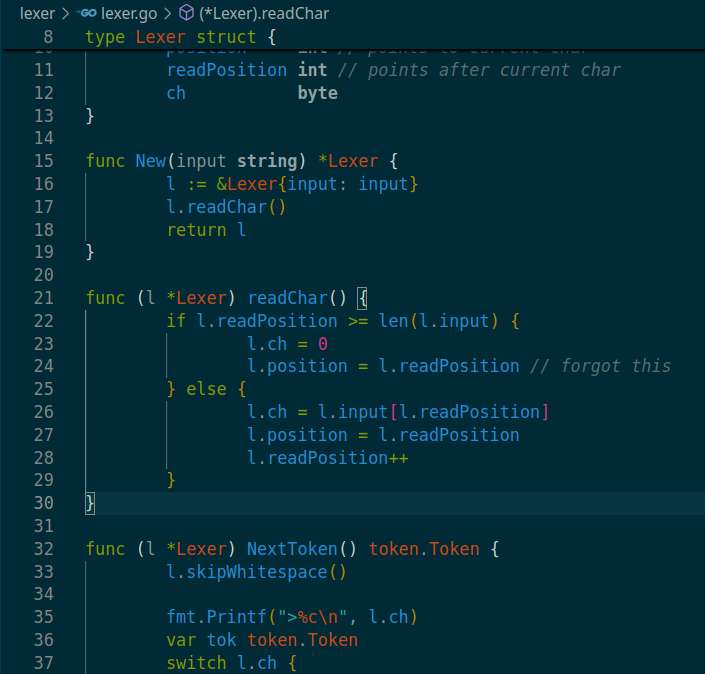 lexer > GO lexer.go > (*Lexer).readChar
8 type Lexer struct {
11 readPosition int // points after current char
12 ch byte
13 }
14
15 func New(input string) *Lexer {
16 l := &Lexer{input: input}
17 l.readChar()
18 return l
19 }
20
21 func (l *Lexer) readChar() {
22 if l.readPosition >= len(l.input) {
23 l.ch = 0
24 l.position = l.readPosition // forgot this
25 } else {
26 l.ch = l.input[l.readPosition]
27 l.position = l.readPosition
28 l.readPosition++
29 }
30 }
31
32 func (l *Lexer) NextToken() token.Token {
33 l.skipWhitespace()
34
35 fmt.Printf(">%c\n", l.ch)
36 var tok token.Token
37 switch l.ch {